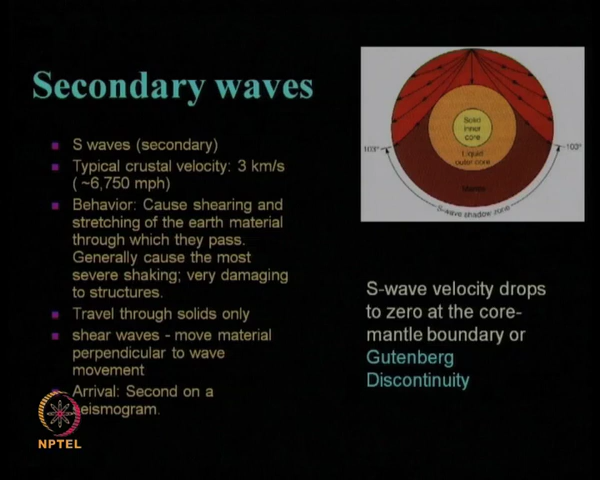 Secondary waves
S waves (secondary)
Typical crustal velocity: 3 km/s
( ~6,750 mph)
Behavior: Cause shearing and
stretching of the earth material
through which they pass.
Generally cause the most
severe shaking; very damaging
to structures.
Travel through solids only
shear waves - move material
perpendicular to wave
movement
Arrival: Second on a
seismogram.
NPTEL
Solid
inner
core
Liquid
outer core
Mantle
103°
103°
S-wave shadow zone
S-wave velocity drops
to zero at the core-
mantle boundary or
Gutenberg
Discontinuity